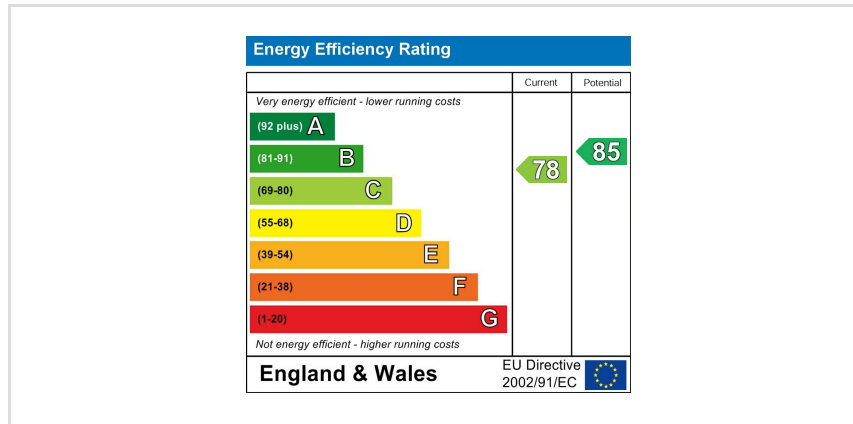 Energy Efficiency Rating
Current Potential
Very energy efficient - lower running costs
(92 plus) A
(81-91) B
(69-80) C
(55-68) D
(39-54) E
(21-38) F
(1-20) G
78
85
Not energy efficient - higher running costs
England & Wales
EU Directive
2002/91/EC